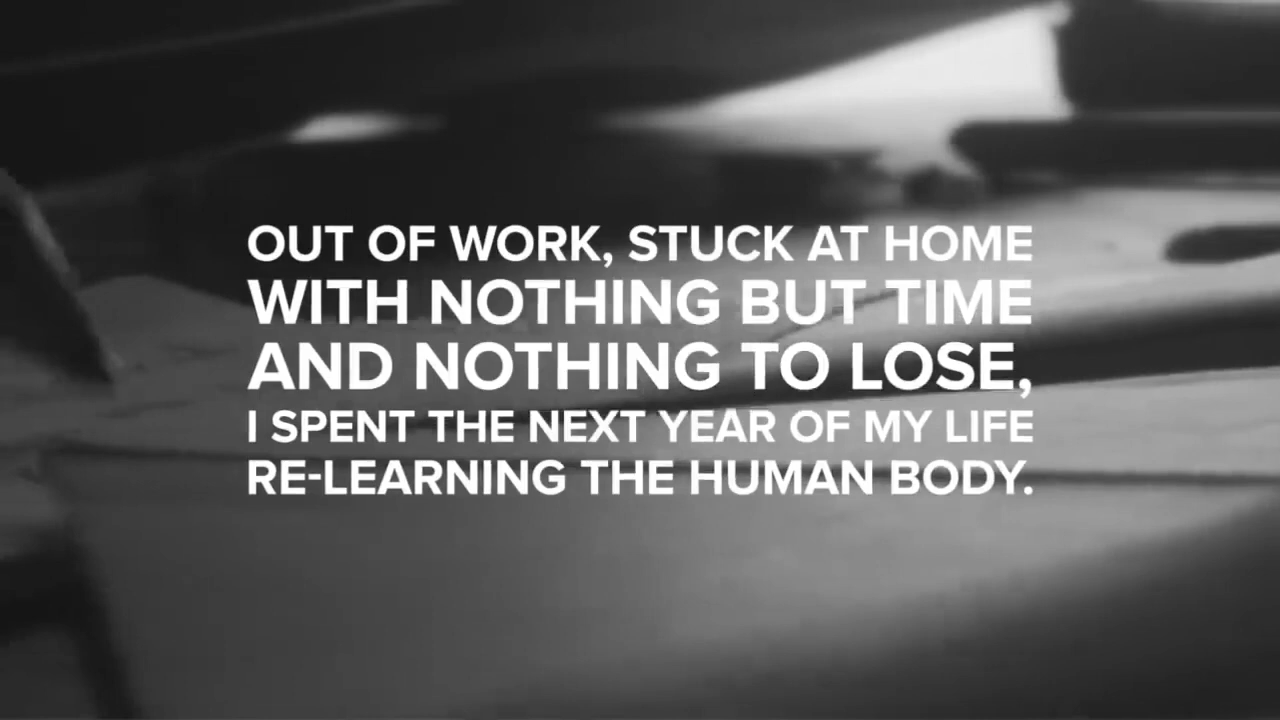 OUT OF WORK, STUCK AT HOME
WITH NOTHING BUT TIME
AND NOTHING TO LOSE,
I SPENT THE NEXT YEAR OF MY LIFE
RE-LEARNING THE HUMAN BODY.